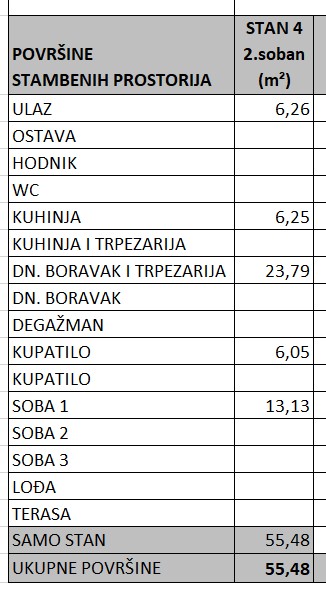 POVRŠINE
STAMBENIH PROSTORIJA
STAN 4
2.soban
(m²)
ULAZ 6,26
OSTAVA
HODNIK
WC
KUHINJA 6,25
KUHINJA I TRPEZARIJA
DN. BORAVAK I TRPEZARIJA 23,79
DN. BORAVAK
DEGAŽMAN
KUPATILO 6,05
KUPATILO
SOBA 1 13,13
SOBA 2
SOBA 3
LOĐA
TERASA
SAMO STAN 55,48
UKUPNE POVRŠINE 55,48